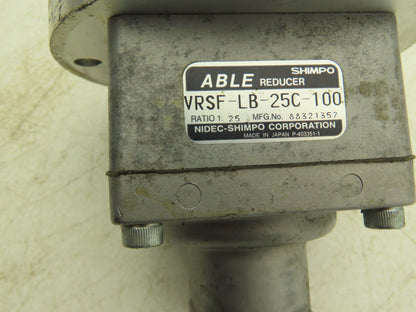 SHIMPO
ABLE REDUCER
VRSF-LB-25C-100
RATIO 1: 25 MFG.No. 88321357
NIDEC-SHIMPO CORPORATION
MADE IN JAPAN P-403351-1